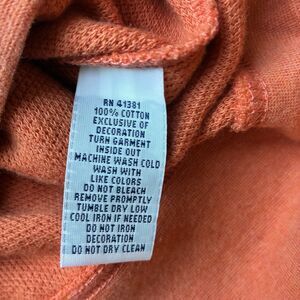 RN 41381
100% COTTON
EXCLUSIVE OF
DECORATION
TURN GARMENT
INSIDE OUT
MACHINE WASH COLD
WASH WITH
LIKE COLORS
DO NOT BLEACH
REMOVE PROMPTLY
TUMBLE DRY LOW
COOL IRON IF NEEDED
DO NOT IRON
DECORATION
DO NOT DRY CLEAN